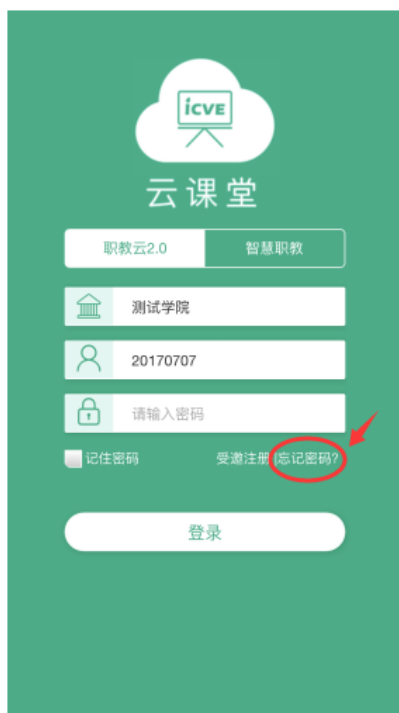 icve
云课堂
职教云2.0 智慧职教
测试学院
20170707
请输入密码
记住密码 受邀注册 |忘记密码?
登录